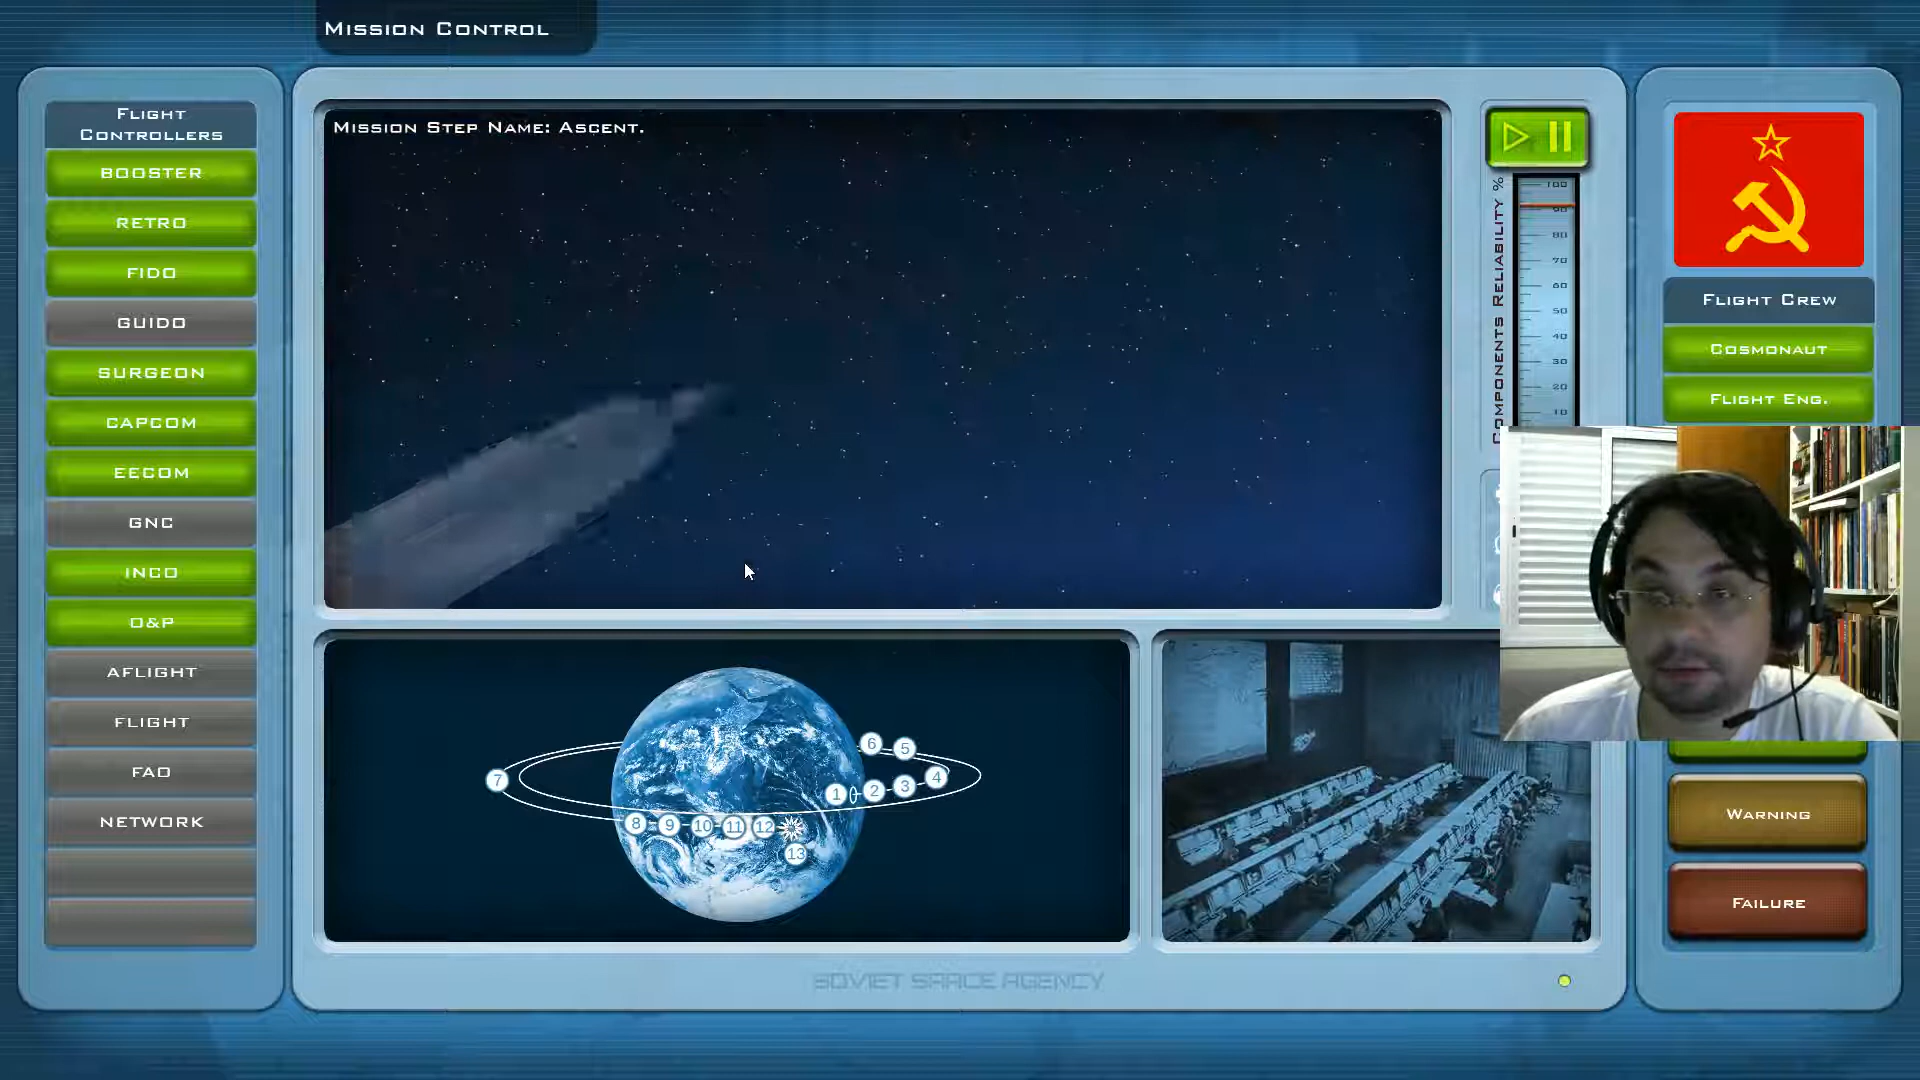 Mission Control
Flight
Controllers
BOOSTER
RETRO
FIDO
GUIDO
SURGEON
CAPCOM
EECOM
GNC
INCO
O&P
AFLIGHT
FLIGHT
FAO
NETWORK
Mission Step Name: Ascent.
Components Reliability %
100
90
80
70
60
50
40
30
20
10
Flight Crew
Cosmonaut
Flight Eng.
Warning
Failure
6
5
7
4
3
2
1
8
9
10
11
12
13
SOVIET SPACE AGENCY